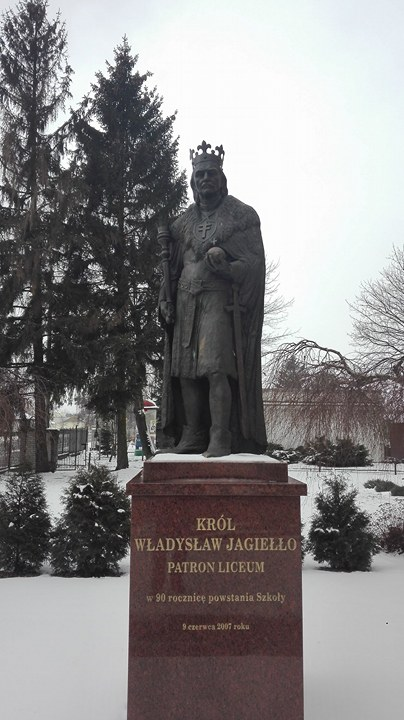 KRÓL
WŁADYSŁAW JAGIEŁŁO
PATRON LICEUM
w 90 rocznicę powstania Szkoły
9 czerwca 2007 roku